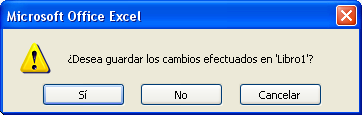 Microsoft Office Excel
¿Desea guardar los cambios efectuados en 'Libro1'?
Sí
No
Cancelar